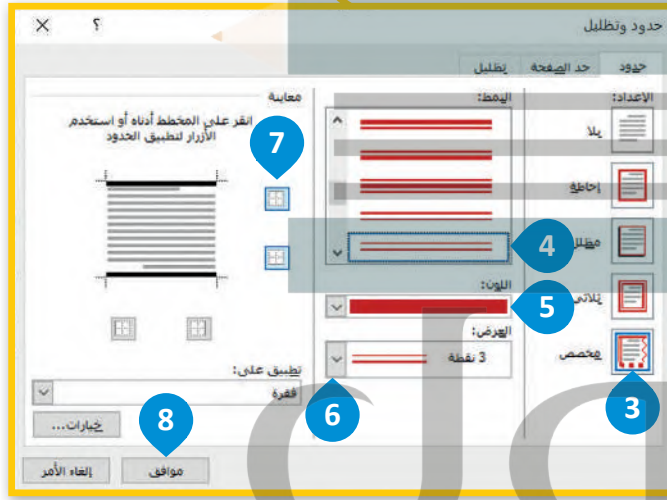 حدود وتظليل
؟ ×
حدود
حد الصفحة
تظليل
الإعداد:
بلا
إحاطة
مظلل
ثلاثي
مخصص
3
النمط:
4
اللون:
5
العرض:
3 نقطة
6
معاينة
انقر على المخطط أدناه أو استخدم
الأزرار لتطبيق الحدود
7
تطبيق على:
فقرة
خيارات...
8
موافق
إلغاء الأمر